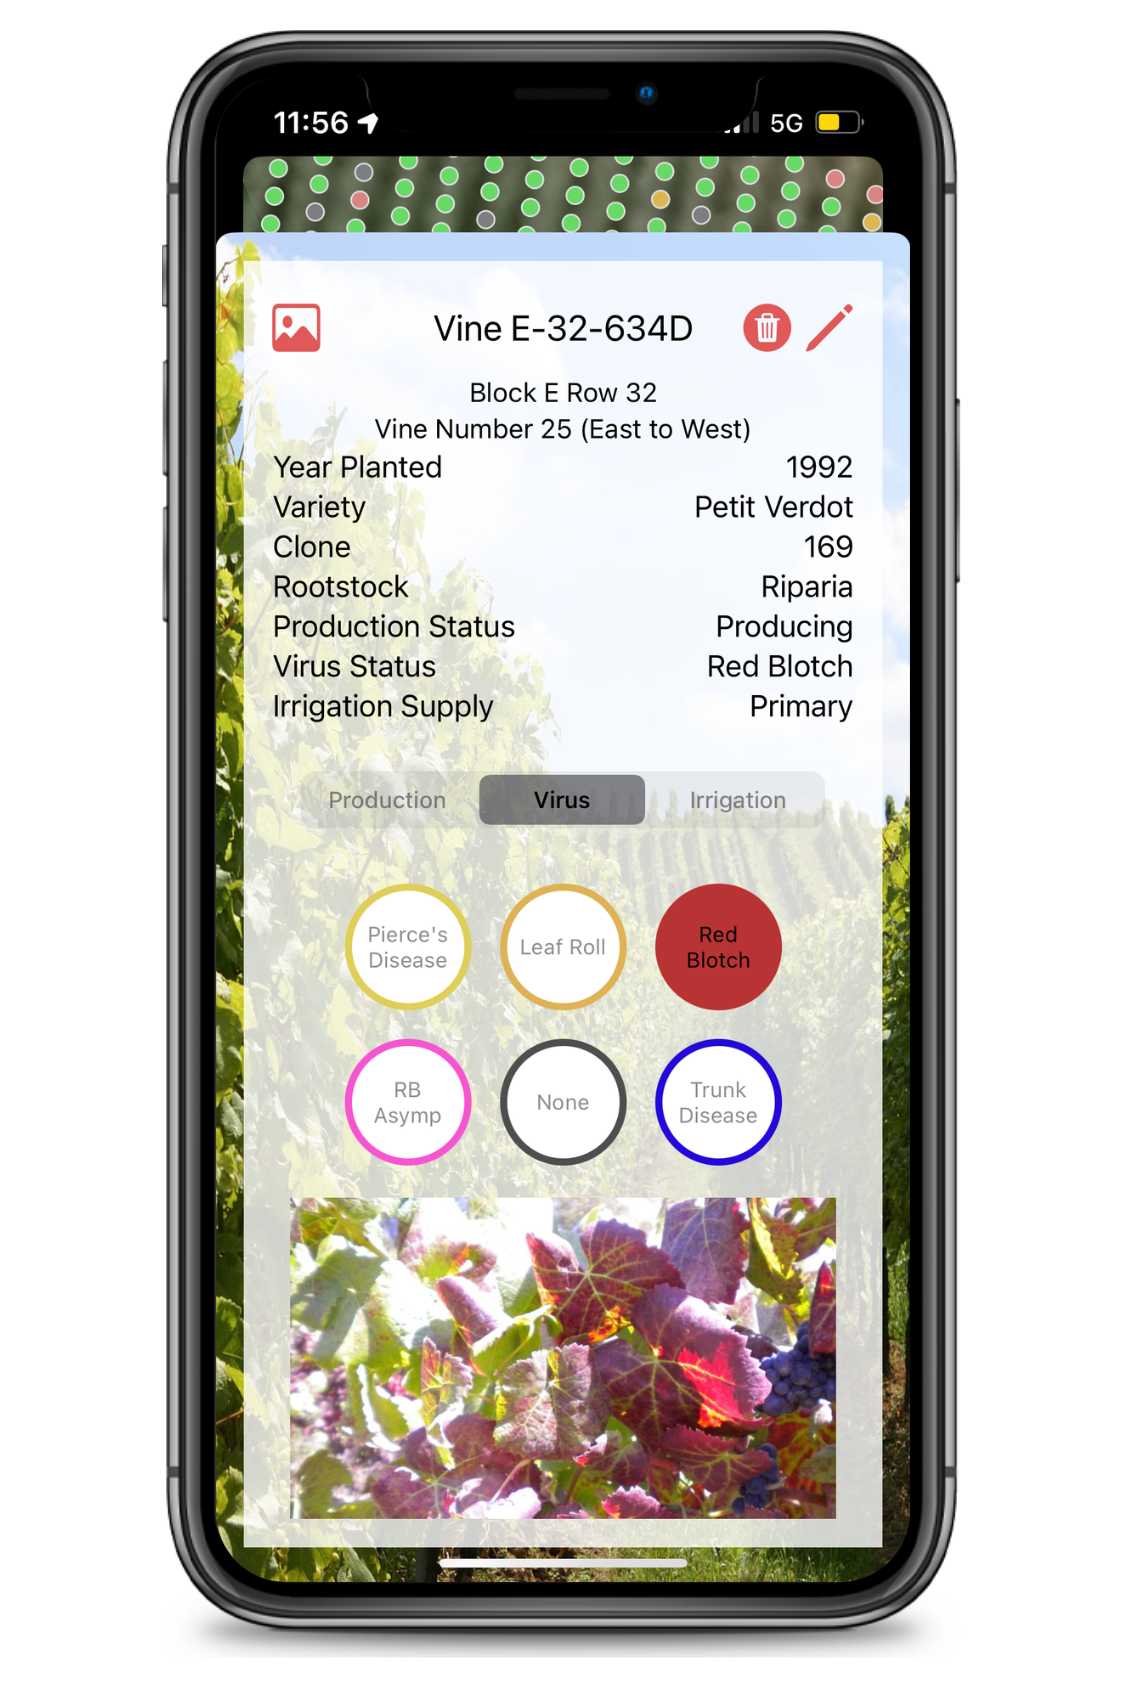 11:56
5G
Vine E-32-634D
Block E Row 32
Vine Number 25 (East to West)
Year Planted 1992
Variety Petit Verdot
Clone 169
Rootstock Riparia
Production Status Producing
Virus Status Red Blotch
Irrigation Supply Primary
Production Virus Irrigation
Pierce's
Disease
Leaf Roll
Red
Blotch
RB
Asymp
None
Trunk
Disease